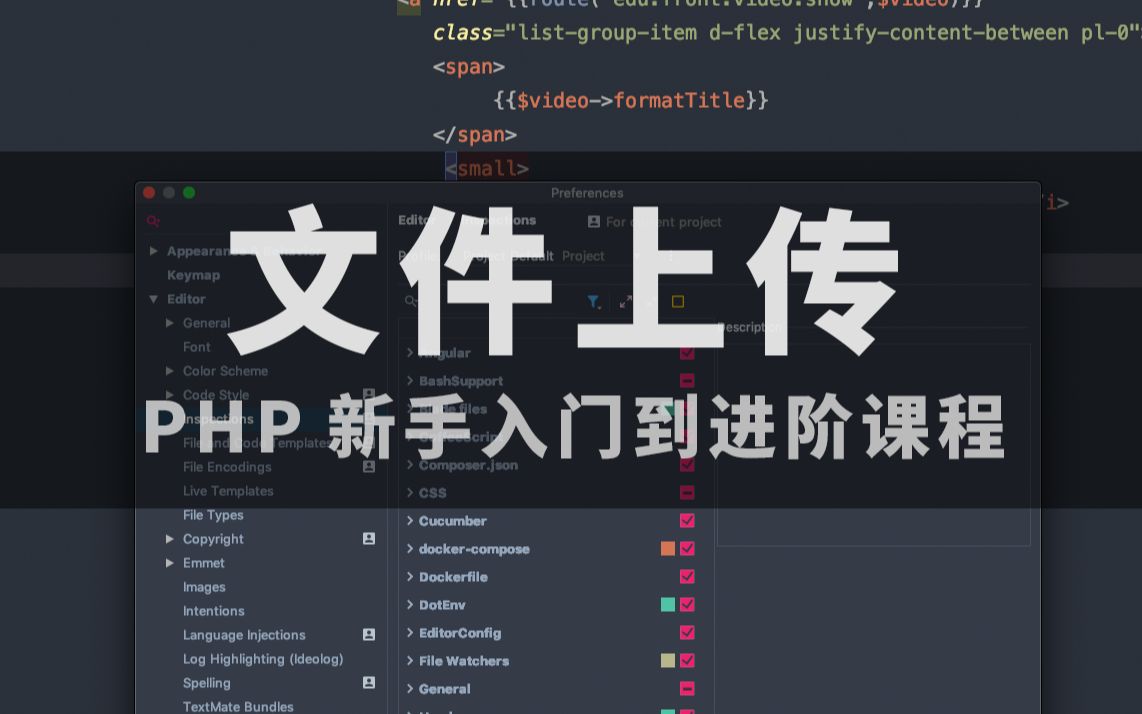 <a href="{{route('edu.front.video.show',$video)}}"
class="list-group-item d-flex justify-content-between pl-0"
<span>
{{$video->formatTitle}}
</span>
<small>
i>
Preferences
Editor Inspections For current project
Appearance & Behavior
Profile: Project Default Project
Keymap
Editor
文件上传
General
Description
Font
Angular
Color Scheme
BashSupport
Code Style
Inspections
Blade files
PHP 新手入门到进阶课程
File and Code Templates
CoffeeScript
File Encodings
Composer.json
Live Templates
CSS
File Types
Cucumber
Copyright
docker-compose
Emmet
Dockerfile
Images
DotEnv
Intentions
EditorConfig
Language Injections
File Watchers
Log Highlighting (Ideolog)
Spelling
General
TextMate Bundles